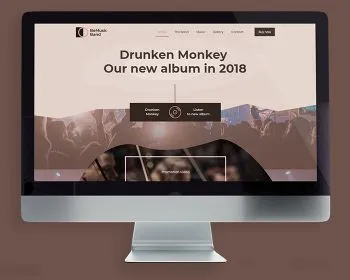 BeMusic
Band
Home The band Music Gallery Contact Buy now
Drunken Monkey
Our new album in 2018
Drunken
Monkey
Listen
to new album
Promotion video